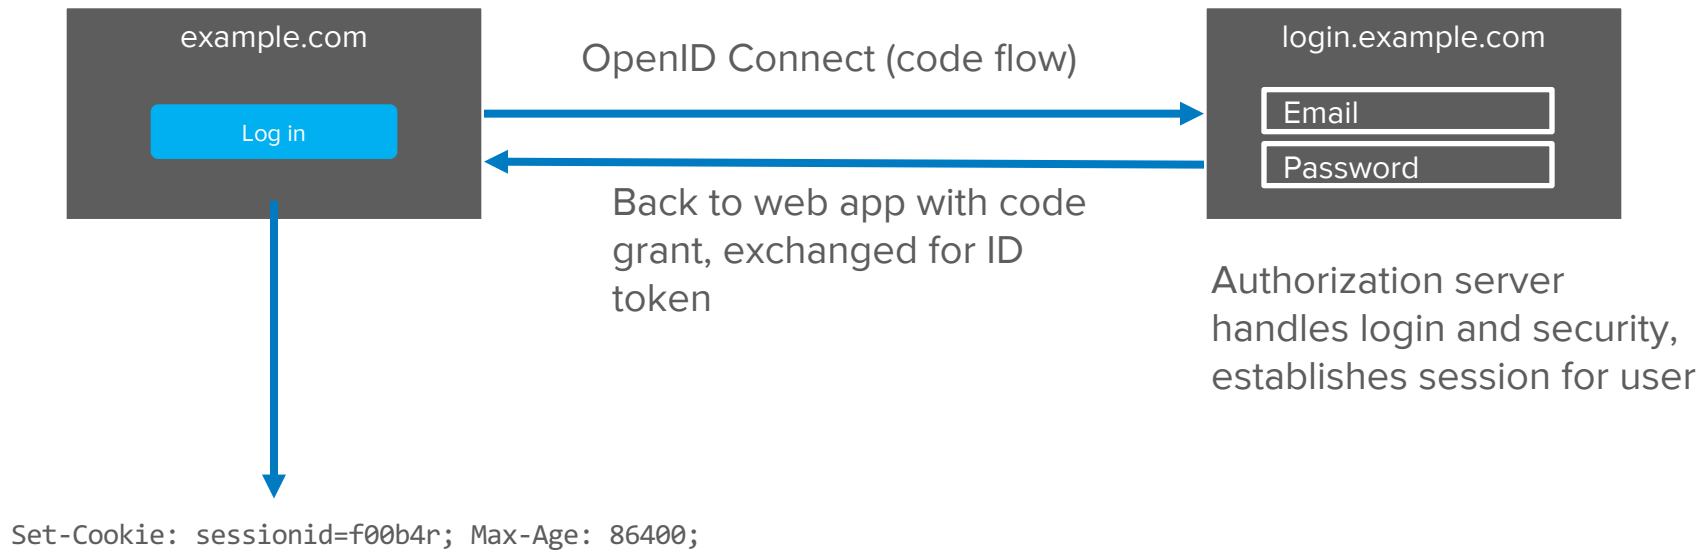 example.com
Log in
OpenID Connect (code flow)
login.example.com
Email
Password
Back to web app with code
grant, exchanged for ID
token
Authorization server
handles login and security,
establishes session for user
Set-Cookie: sessionid=f00b4r; Max-Age: 86400;